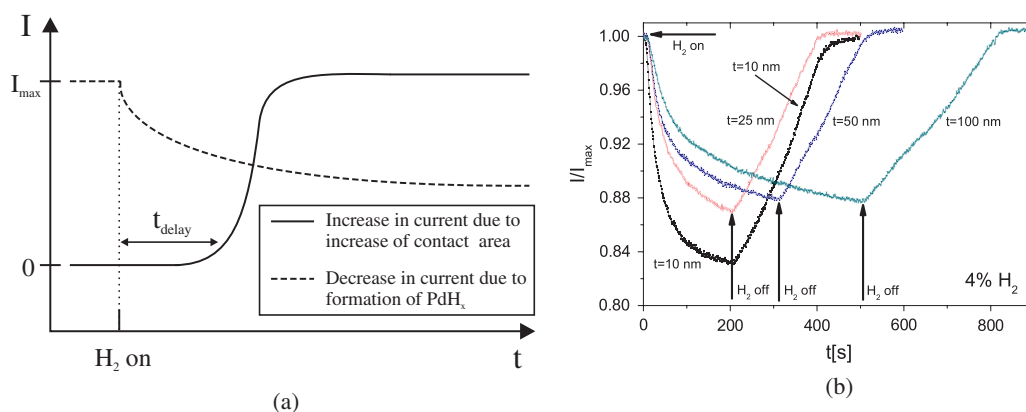 I
I_max
t_delay
0
Increase in current due to
increase of contact area
Decrease in current due to
formation of PdH_x
H_2 on
t
(a)
I/I_max
1.00
0.96
0.92
0.88
0.84
0.80
H_2 on
t=10 nm
t=25 nm
t=50 nm
t=100 nm
t=10 nm
H_2 off
H_2 off
H_2 off
4% H_2
0
200
400
600
800
t[s]
(b)